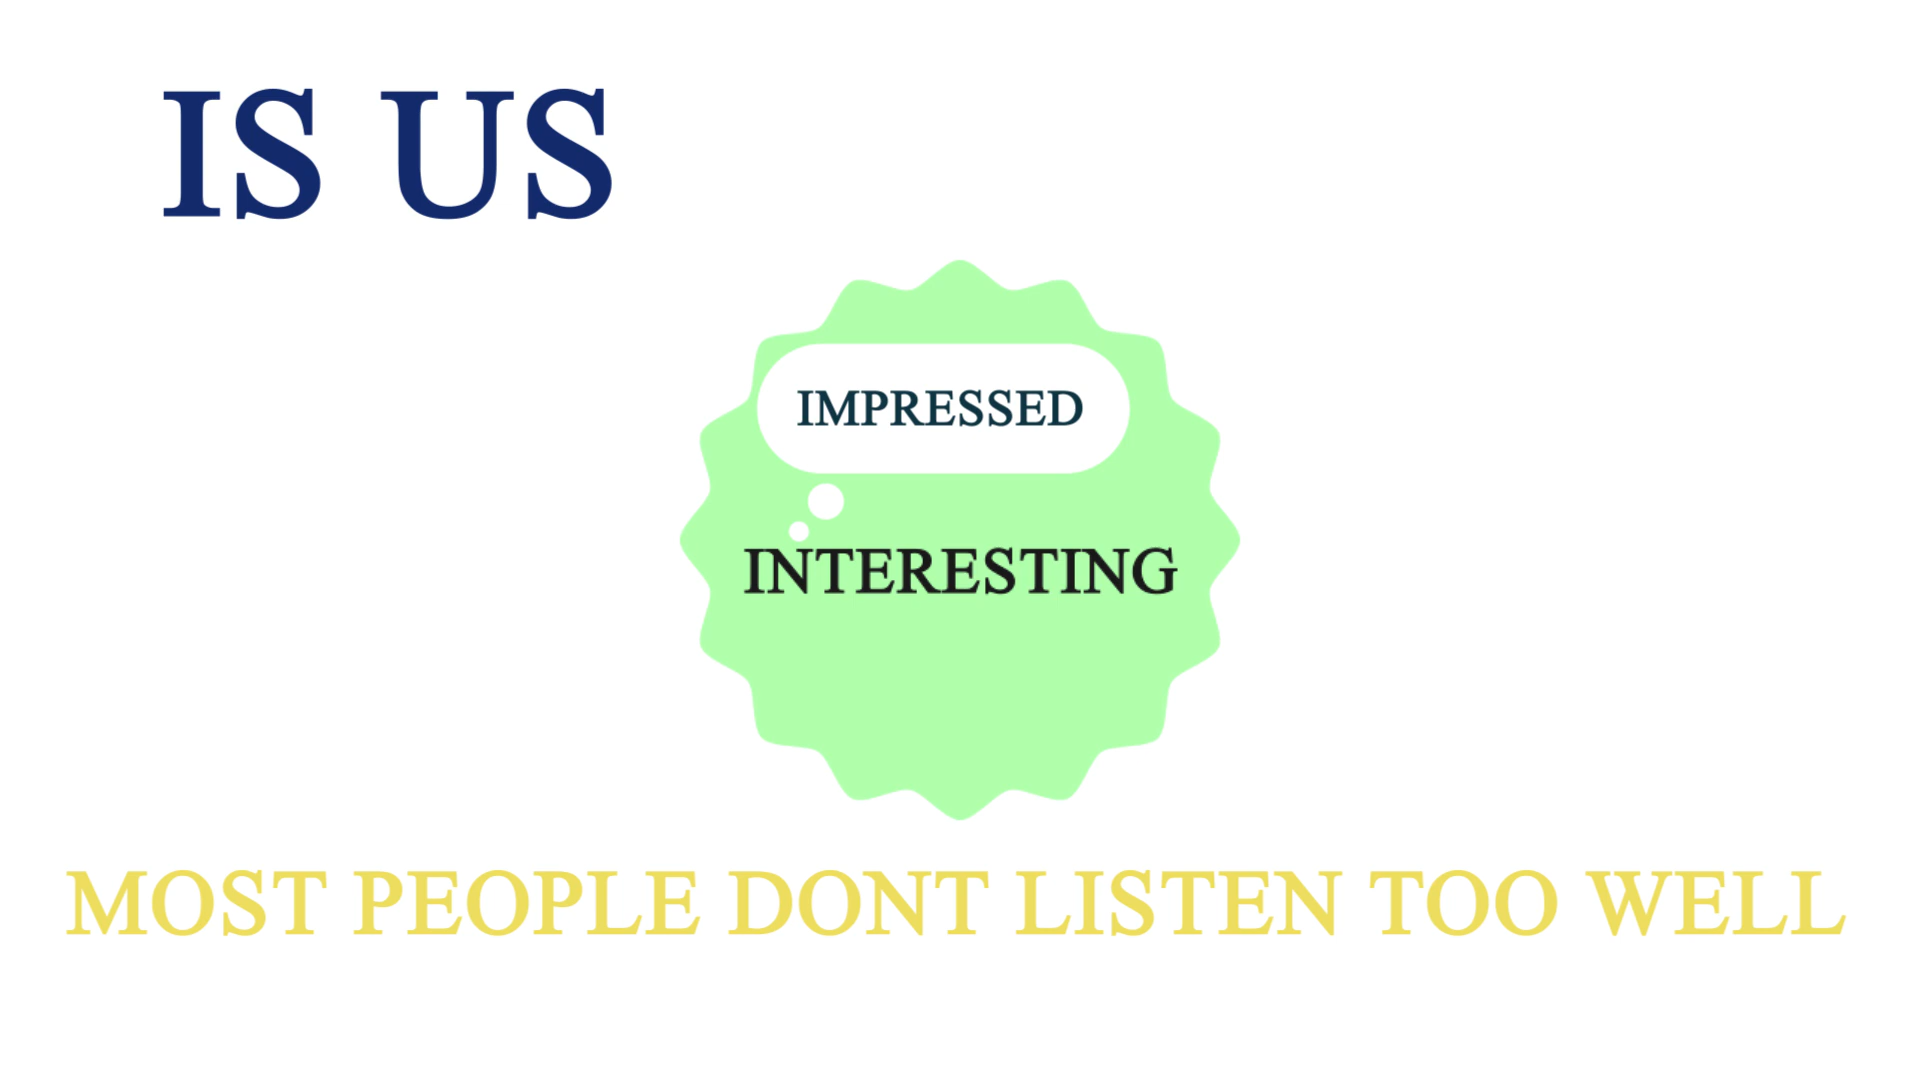 IS US
IMPRESSED
INTERESTING
MOST PEOPLE DONT LISTEN TOO WELL